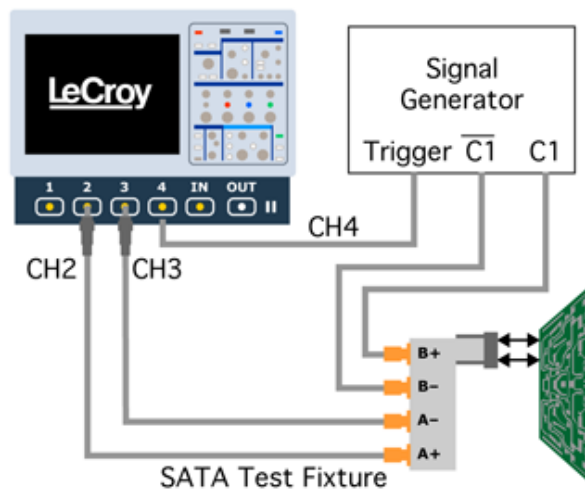 LeCroy
1 2 3 4 IN OUT
Signal
Generator
Trigger C1̅ C1
CH4
CH2
CH3
B+
B−
A−
A+
SATA Test Fixture